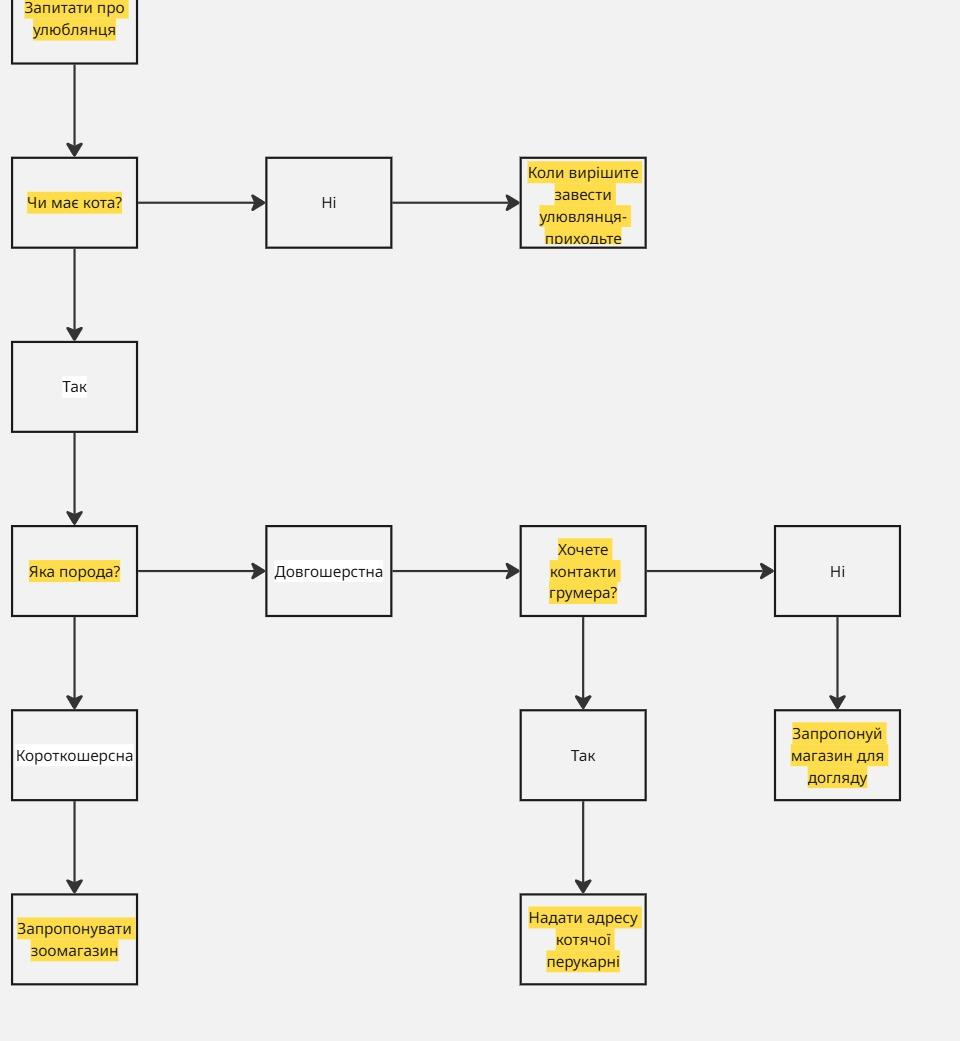 Запитати про
улюблянця
Чи має кота?
Ні
Коли вирішите
завести
улювлянця-
приходьте
Так
Яка порода?
Довгошерстна
Хочете
контакти
грумера?
Ні
Короткошерсна
Так
Запропонуй
магазин для
догляду
Запропонувати
зоомагазин
Надати адресу
котячої
перукарні